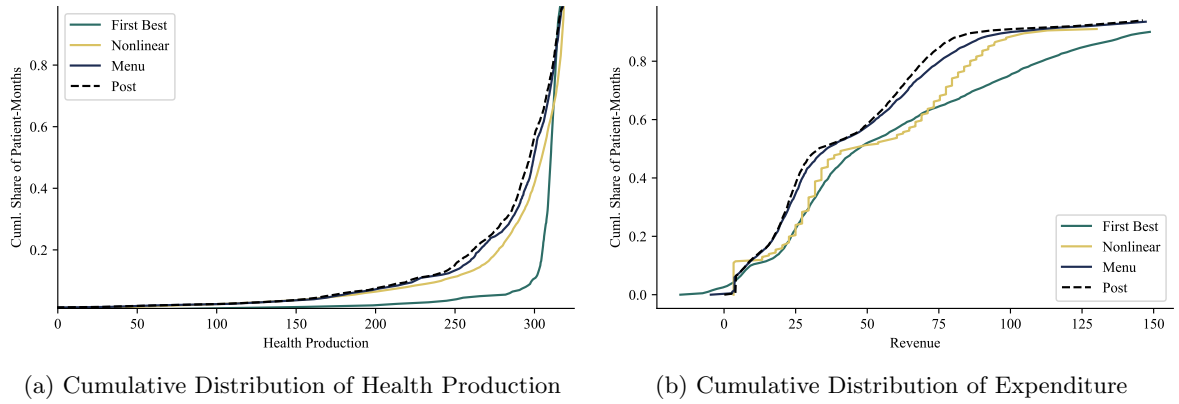 First Best
Nonlinear
Menu
Post
0.8
0.6
0.4
0.2
Cuml. Share of Patient-Months
0 50 100 150 200 250 300
Health Production
(a) Cumulative Distribution of Health Production
0.8
0.6
0.4
0.2
0.0
Cuml. Share of Patient-Months
First Best
Nonlinear
Menu
Post
0 25 50 75 100 125 150
Revenue
(b) Cumulative Distribution of Expenditure